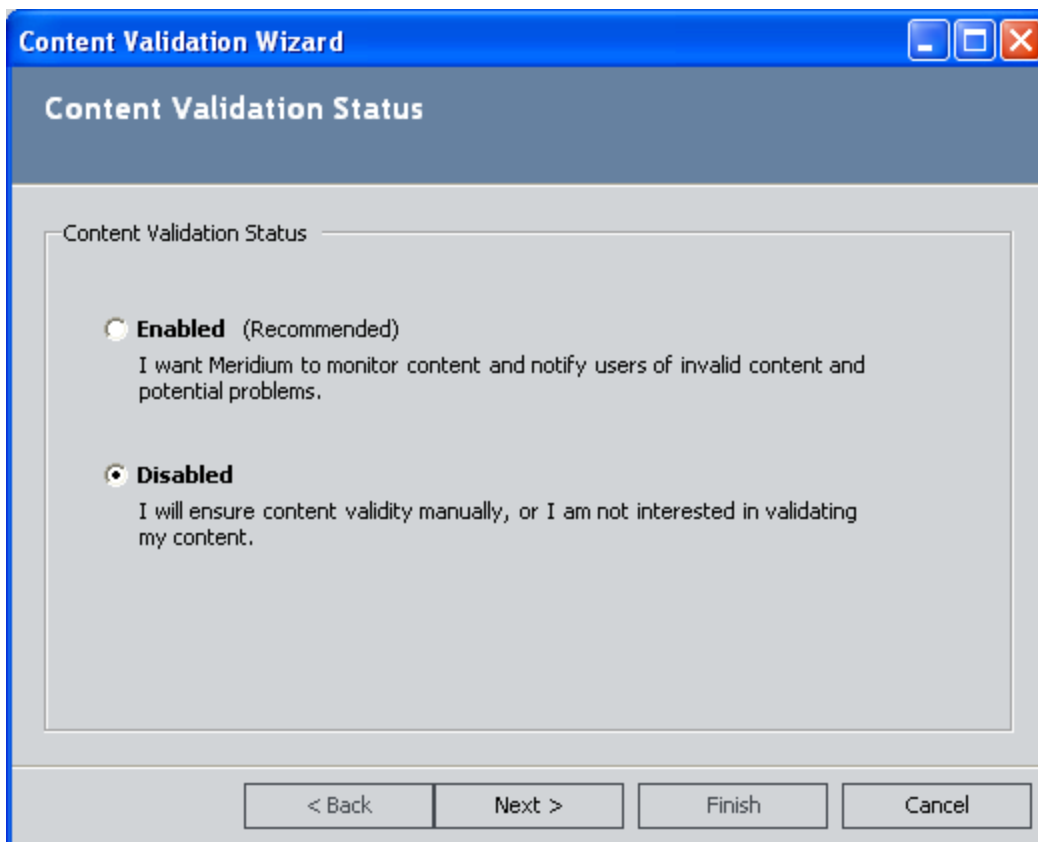 Content Validation Wizard
Content Validation Status
Content Validation Status
Enabled (Recommended)
I want Meridium to monitor content and notify users of invalid content and
potential problems.
Disabled
I will ensure content validity manually, or I am not interested in validating
my content.
< Back Next > Finish Cancel